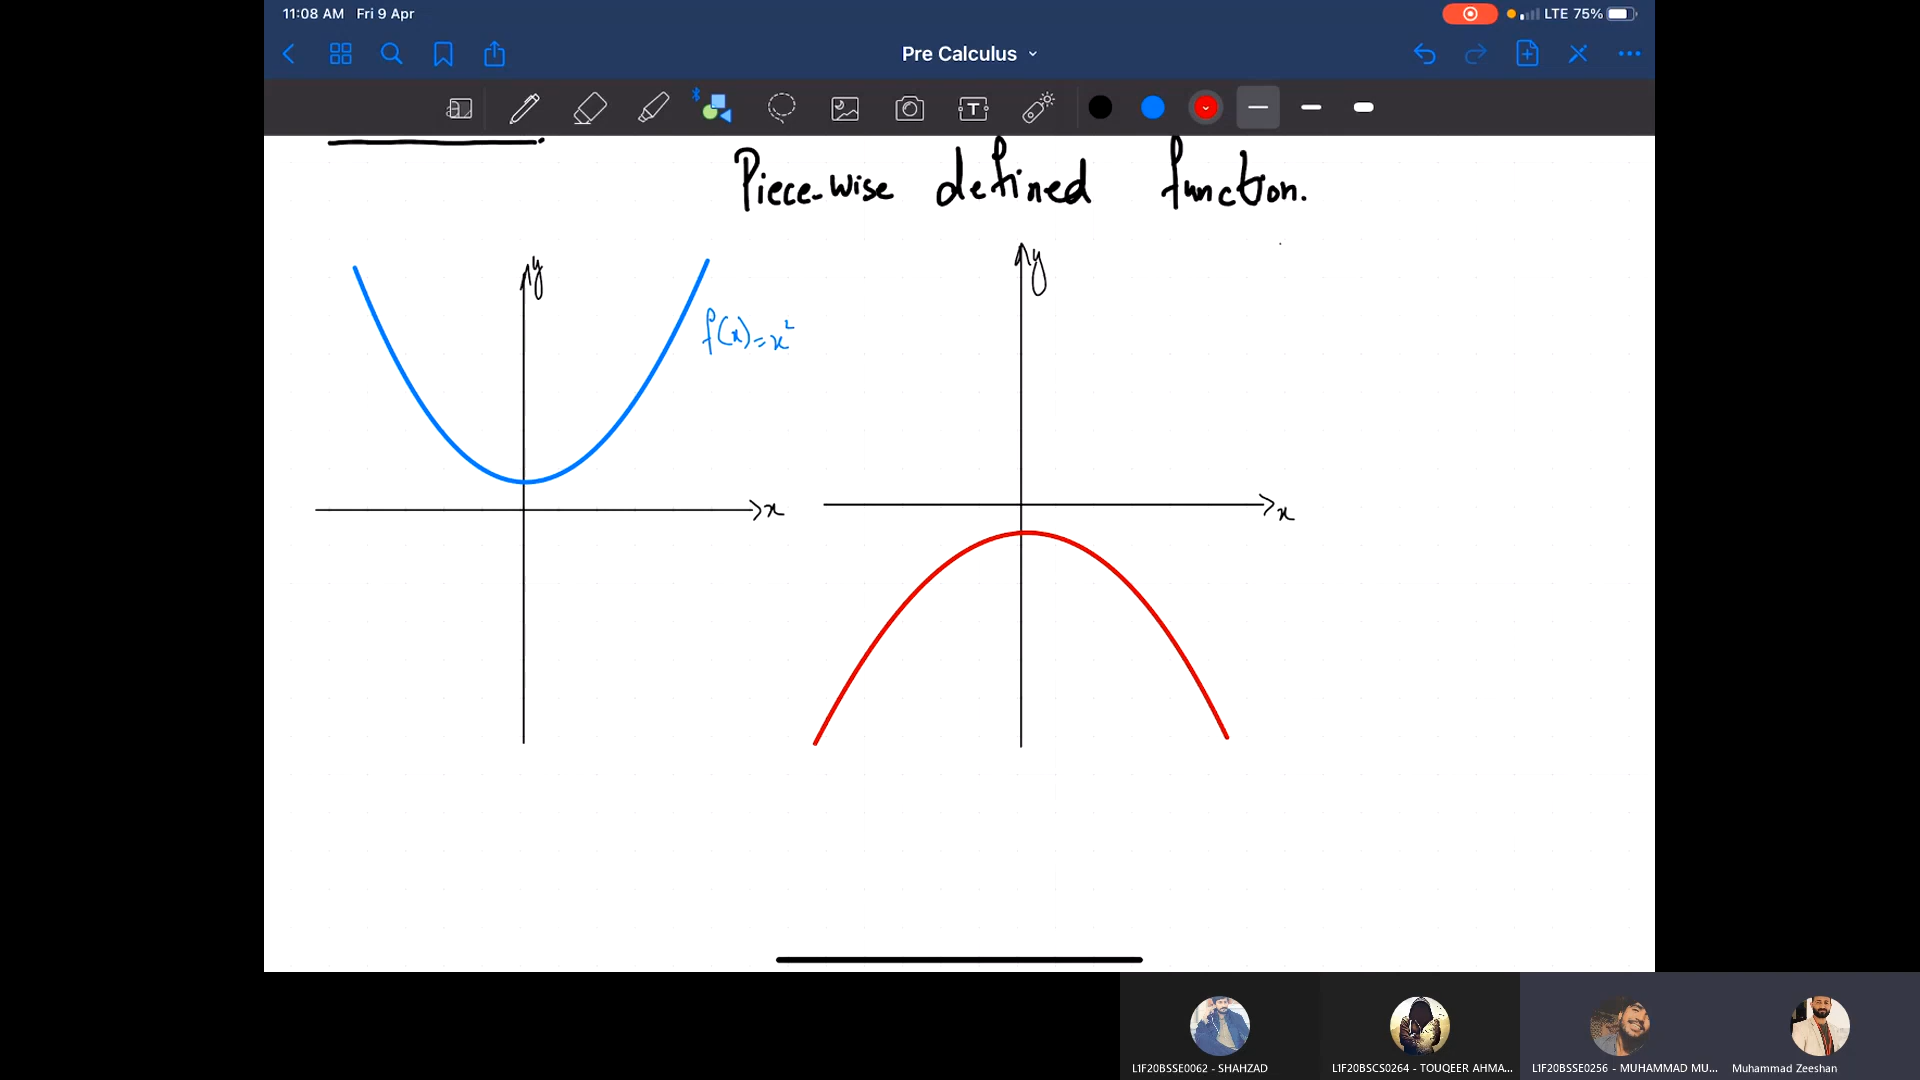 11:08 AM Fri 9 Apr
LTE 75%
Pre Calculus
T
Piece-wise defined function.
y
y
f(x)=x²
x
x
L1F20BSSE0062 - SHAHZAD
L1F20BSCS0264 - TOUQEER AHMA...
L1F20BSSE0256 - MUHAMMAD MU...
Muhammad Zeeshan